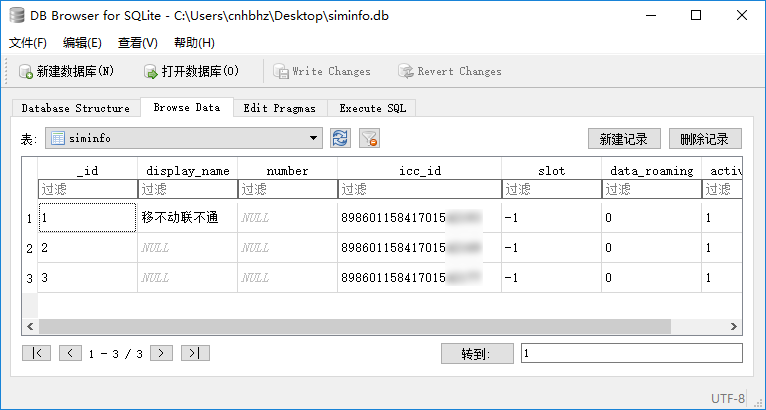 DB Browser for SQLite - C:\Users\cnhbhz\Desktop\siminfo.db
文件(F) 编辑(E) 查看(V) 帮助(H)
新建数据库(N) 打开数据库(O) Write Changes Revert Changes
Database Structure Browse Data Edit Pragmas Execute SQL
表: siminfo 新建记录 删除记录
_id display_name number icc_id slot data_roaming activ
过滤 过滤 过滤 过滤 过滤 过滤 过滤
1 1 移不动联不通 NULL 898601158417015 -1 0 1
2 2 NULL NULL 898601158417015 -1 0 1
3 3 NULL NULL 898601158417015 -1 0 1
|< < 1 - 3 / 3 > >| 转到: 1
UTF-8